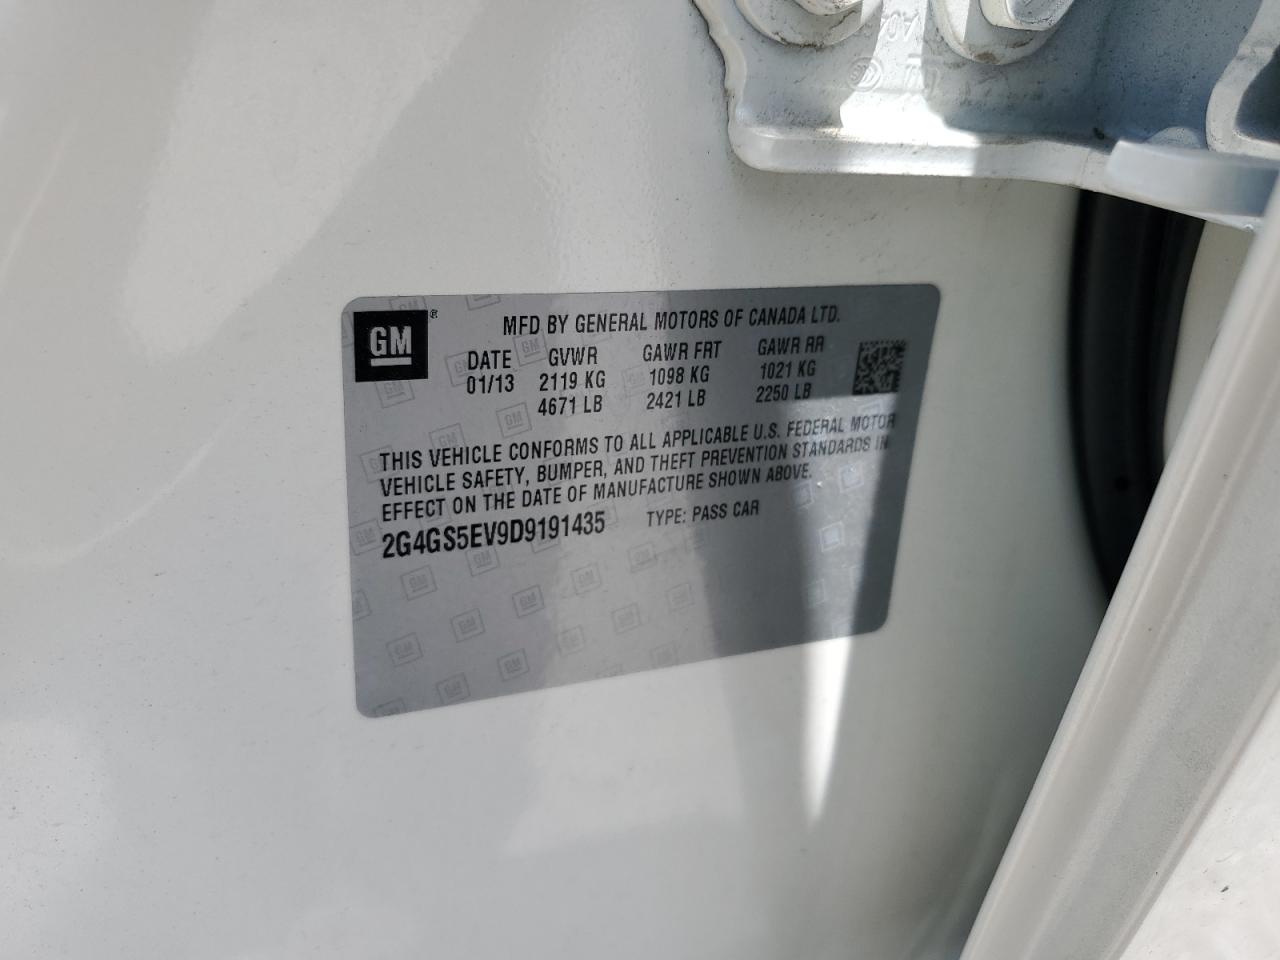 GM®
MFD BY GENERAL MOTORS OF CANADA LTD.
DATE GVWR GAWR FRT GAWR RR
01/13 2119 KG 1098 KG 1021 KG
4671 LB 2421 LB 2250 LB
THIS VEHICLE CONFORMS TO ALL APPLICABLE U.S. FEDERAL MOTOR
VEHICLE SAFETY, BUMPER, AND THEFT PREVENTION STANDARDS IN
EFFECT ON THE DATE OF MANUFACTURE SHOWN ABOVE.
2G4GS5EV9D9191435 TYPE: PASS CAR